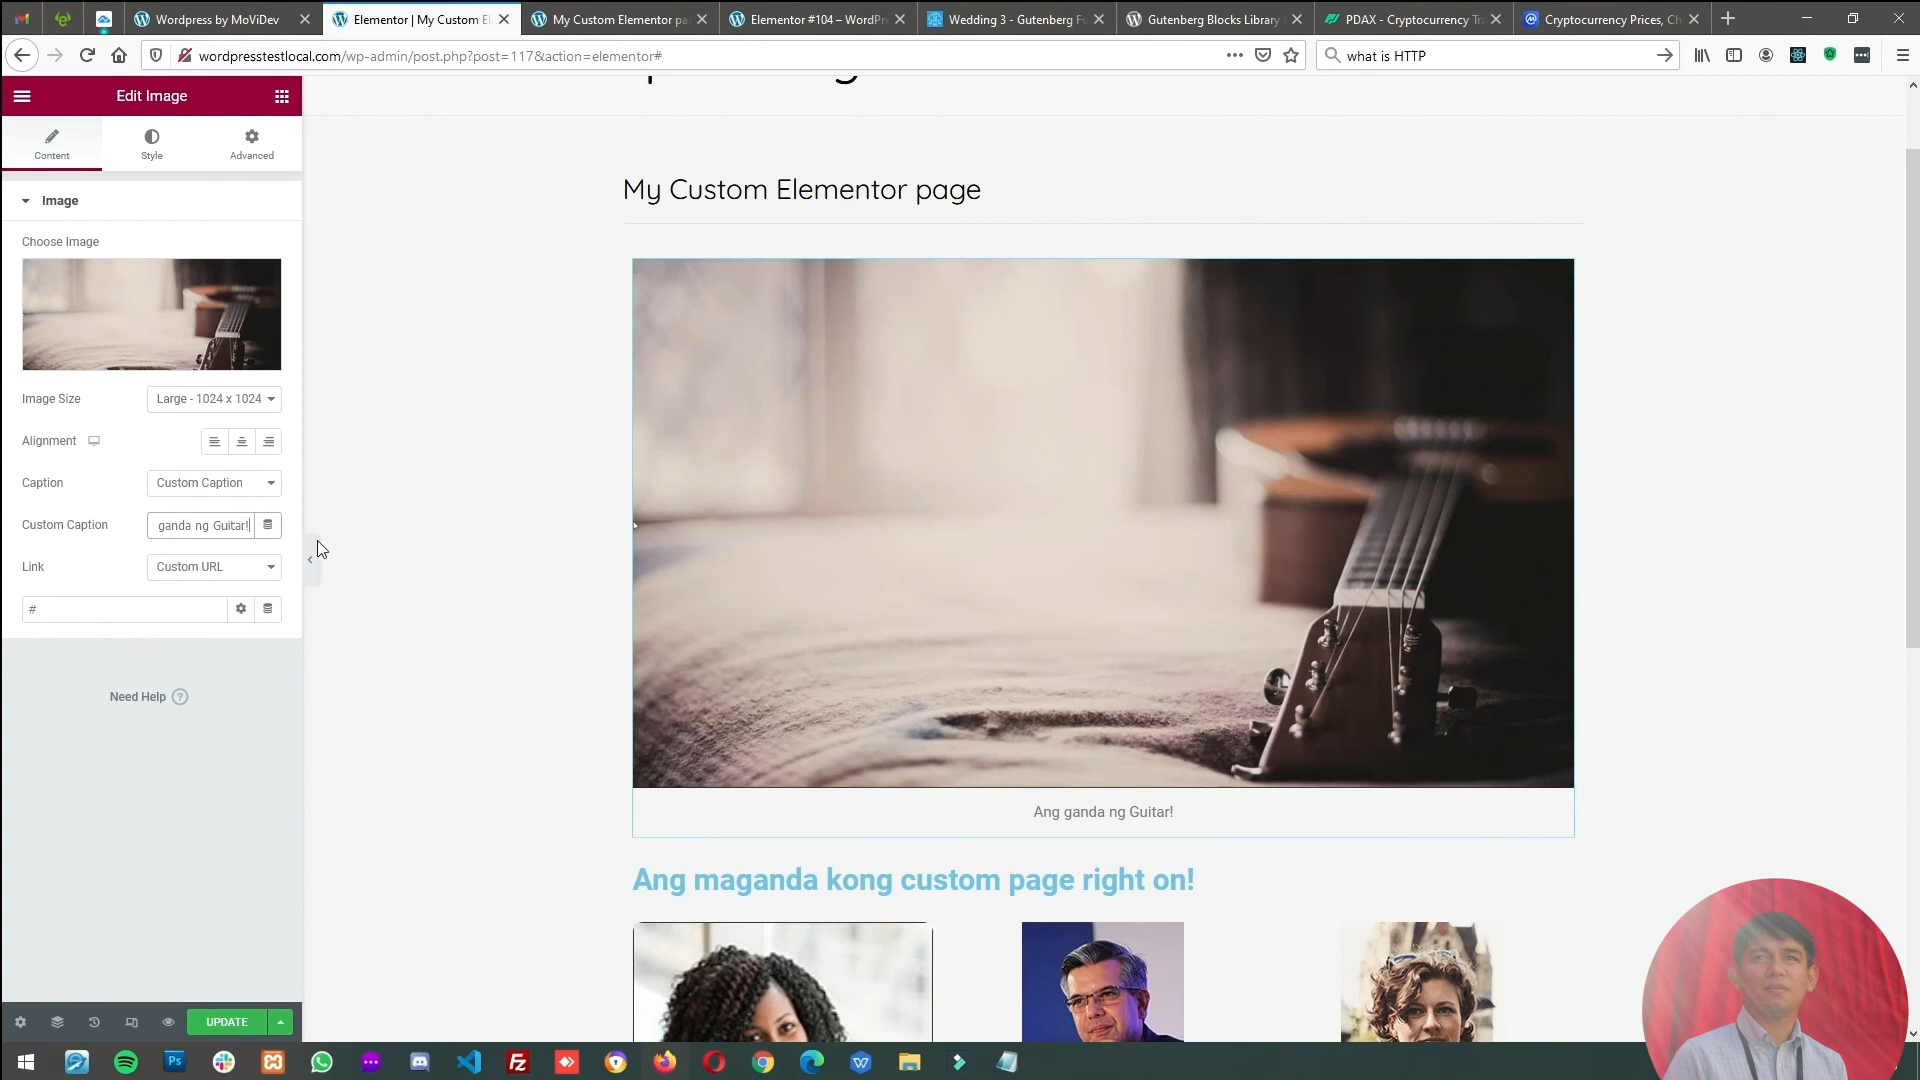 Wordpress by MoViDev
Elementor | My Custom El
My Custom Elementor pa
Elementor #104 – WordPr
Wedding 3 - Gutenberg Fu
Gutenberg Blocks Library
PDAX - Cryptocurrency Tra
Cryptocurrency Prices, Ch
wordpresstestlocal.com/wp-admin/post.php?post=117&action=elementor#
what is HTTP
Edit Image
Content
Style
Advanced
Image
Choose Image
Image Size
Large - 1024 x 1024
Alignment
Caption
Custom Caption
Custom Caption
ganda ng Guitar!
Link
Custom URL
#
Need Help ?
UPDATE
My Custom Elementor page
Ang ganda ng Guitar!
Ang maganda kong custom page right on!